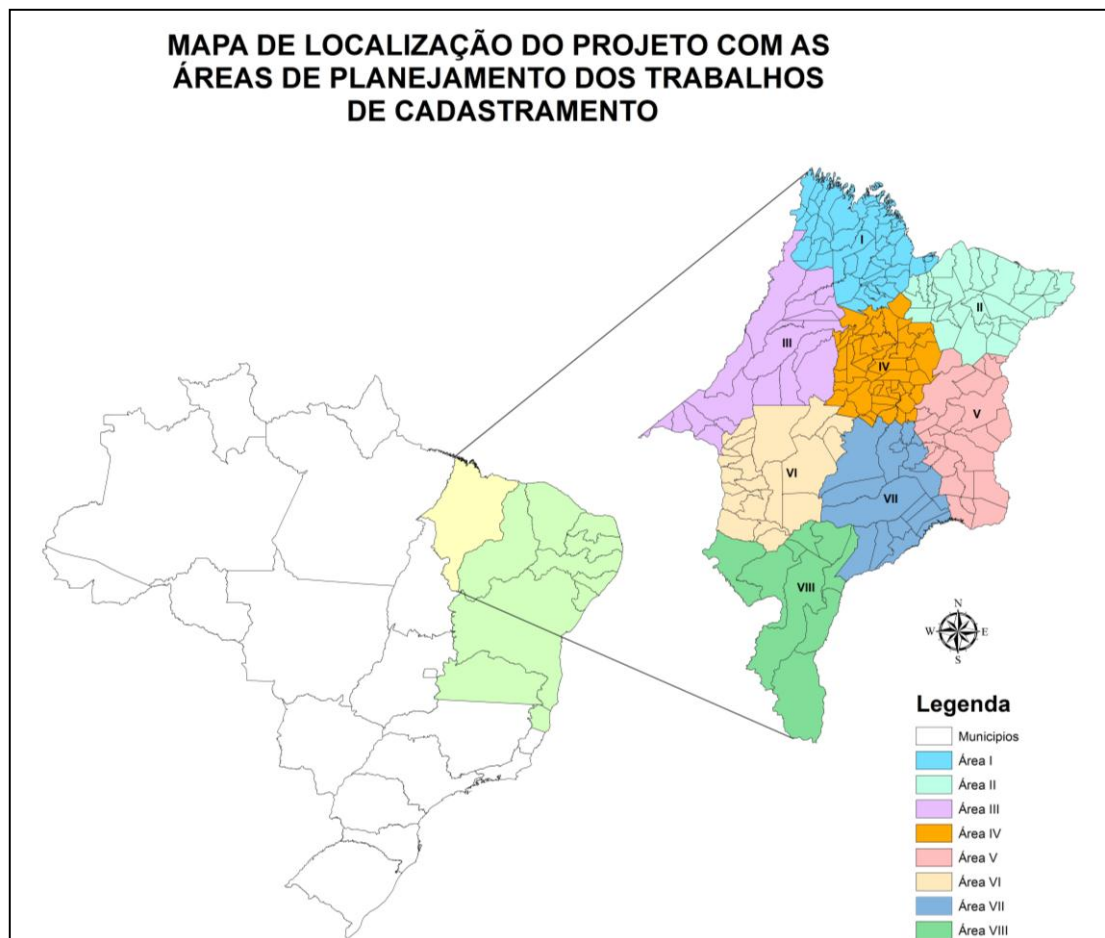 MAPA DE LOCALIZAÇÃO DO PROJETO COM AS
ÁREAS DE PLANEJAMENTO DOS TRABALHOS
DE CADASTRAMENTO
I
II
III
IV
V
VI
VII
VIII
N
W E
S
Legenda
Municipios
Área I
Área II
Área III
Área IV
Área V
Área VI
Área VII
Área VIII